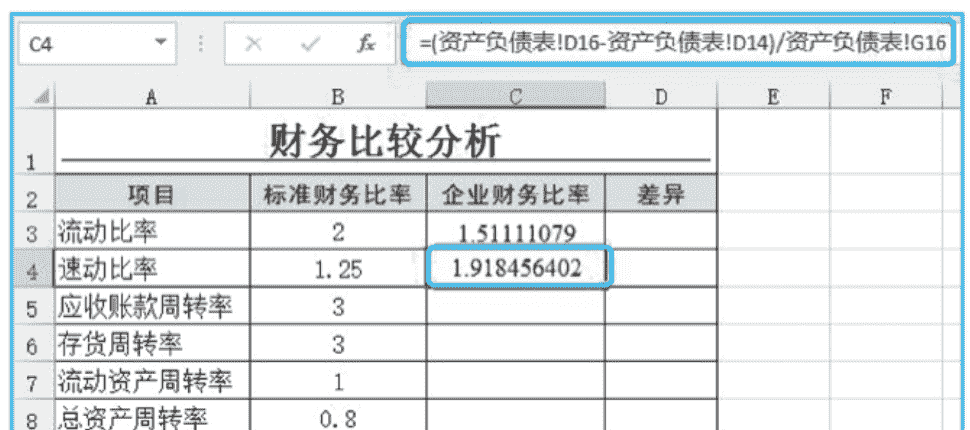 C4 fx =(资产负债表!D16-资产负债表!D14)/资产负债表!G16
A B C D E F
1 财务比较分析
2 项目 标准财务比率 企业财务比率 差异
3 流动比率 2 1.51111079
4 速动比率 1.25 1.918456402
5 应收账款周转率 3
6 存货周转率 3
7 流动资产周转率 1
8 总资产周转率 0.8